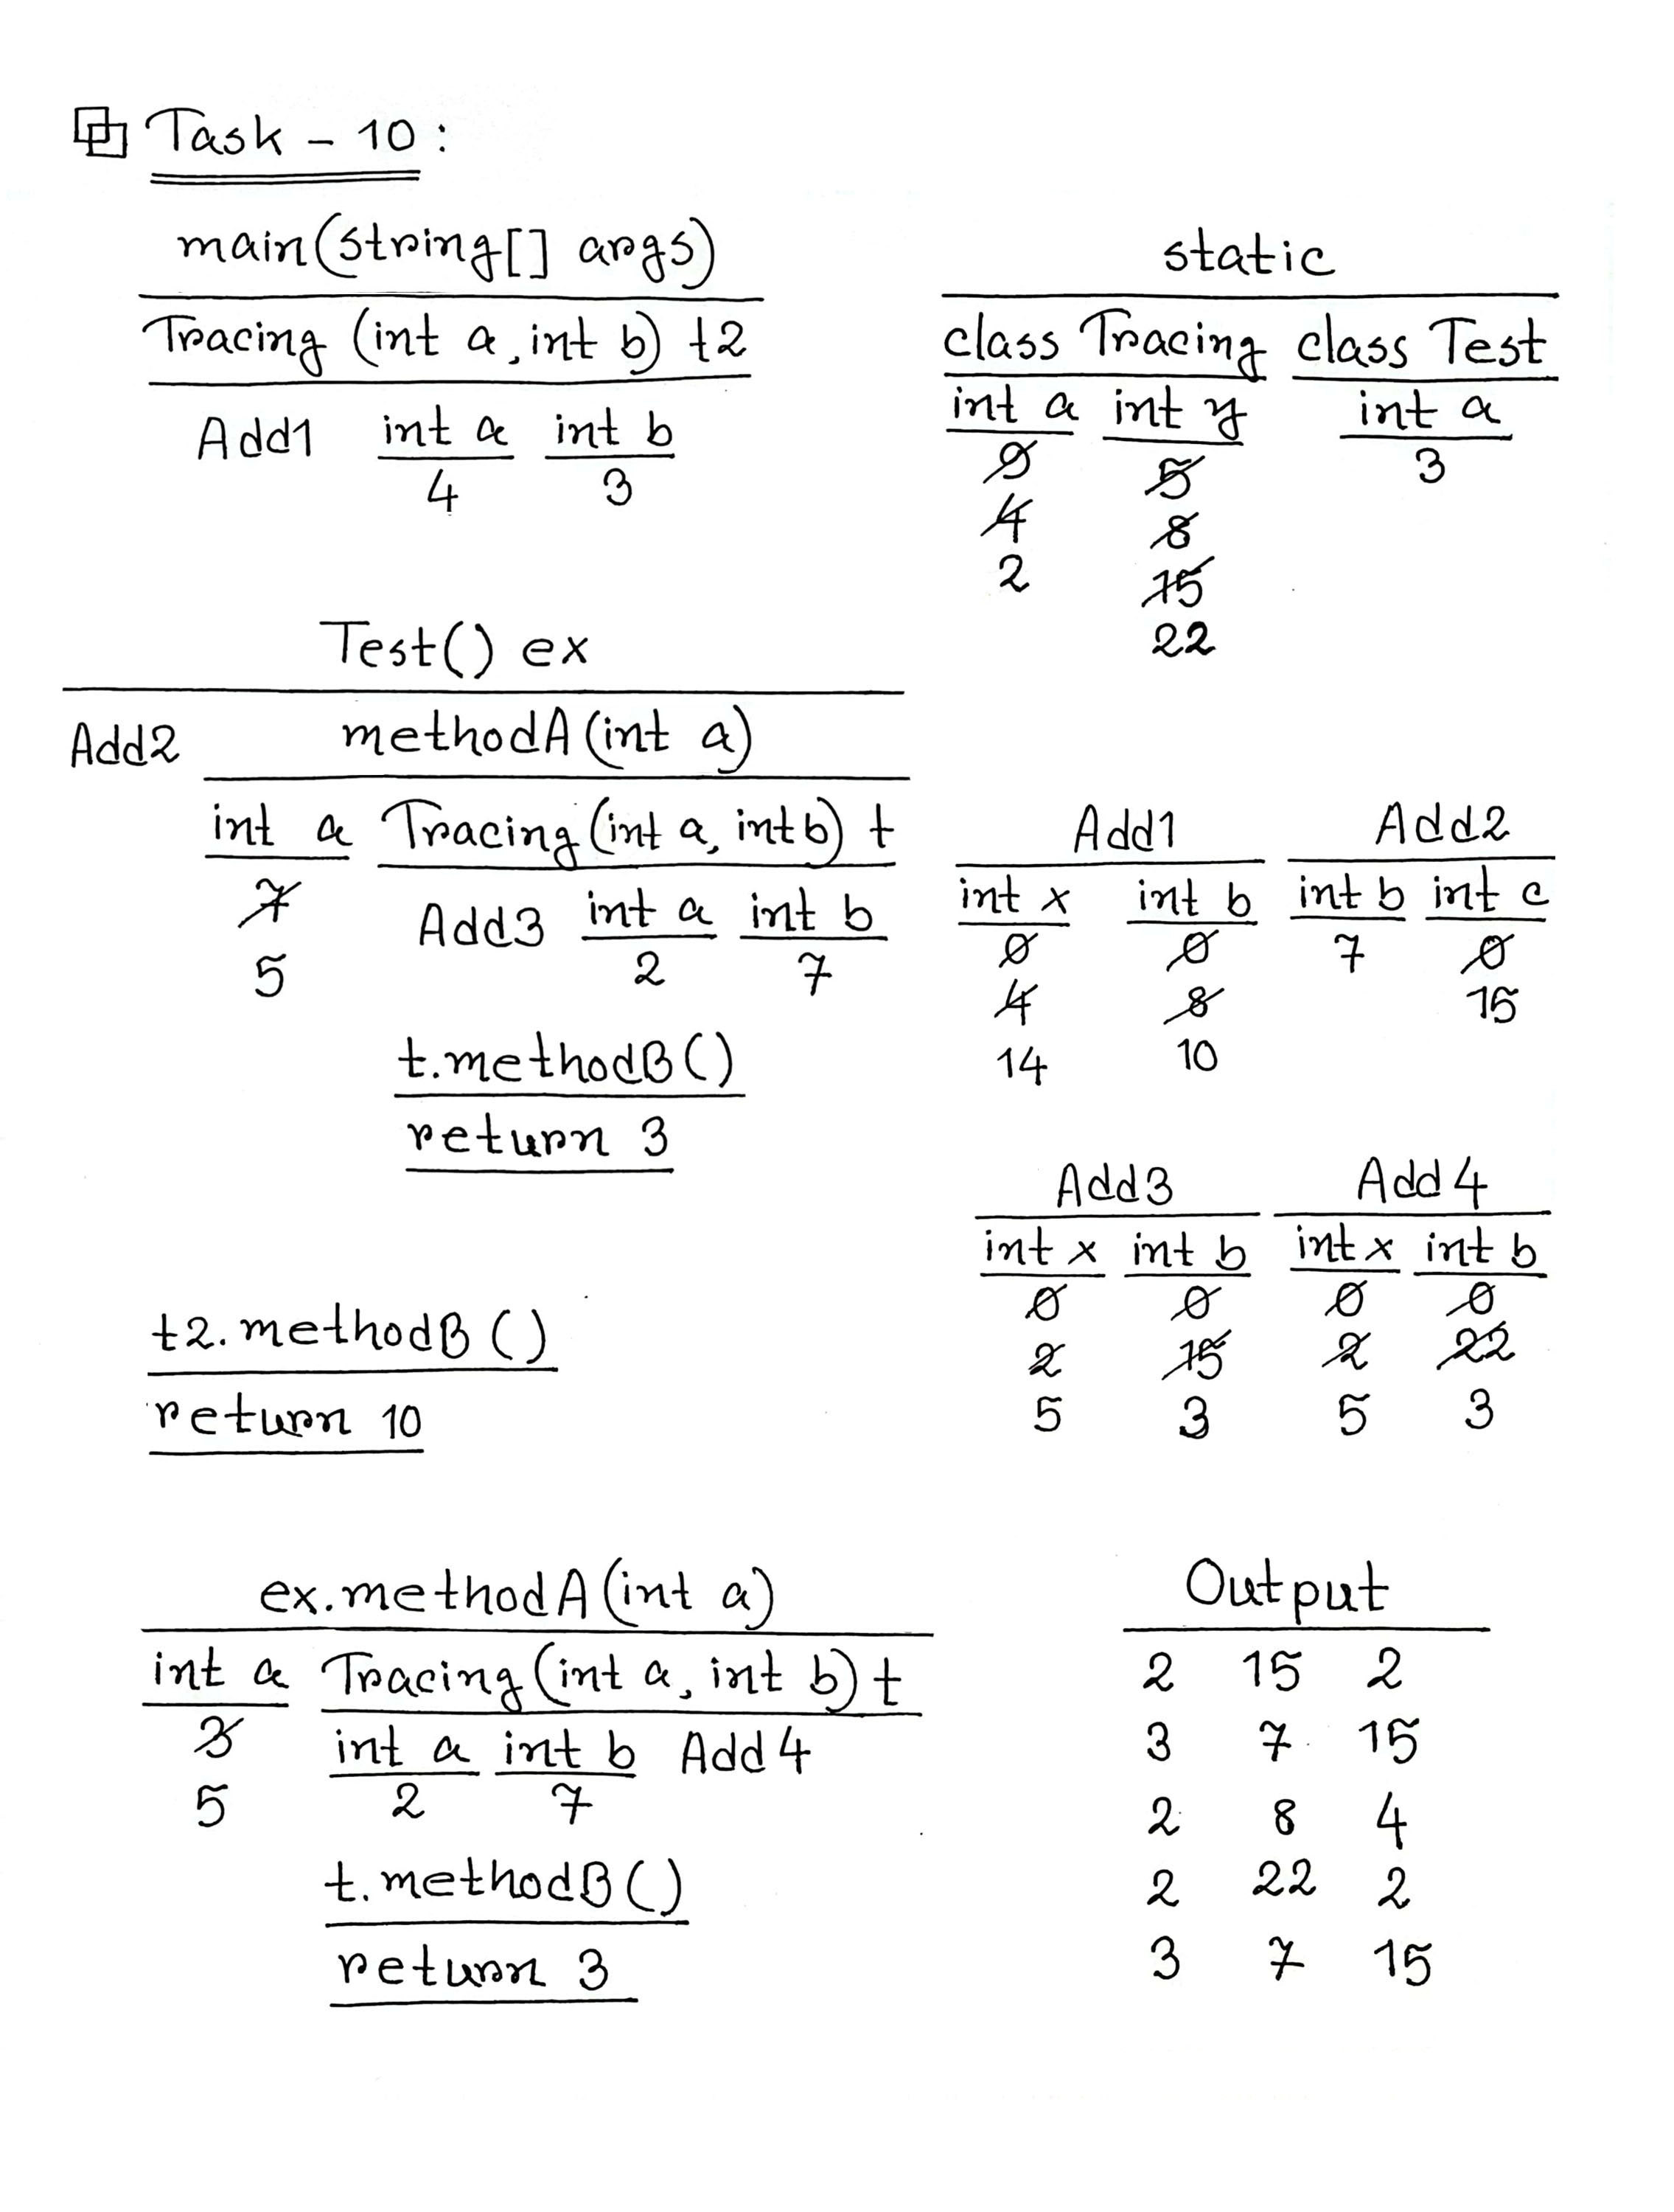 Task - 10:
main(string[] args)
Tracing (int a, int b) t2
Add1 int a int b
4 3
static
class Tracing class Test
int a int y int a
0 5 3
4 8
2 15
22
Test() ex
Add2 methodA(int a)
int a Tracing(int a, int b) t
7 Add3 int a int b
5 2 7
t.methodB()
return 3
Add1 Add2
int x int b int b int c
0 0 7 0
4 8 15
14 10
Add3 Add4
int x int b int x int b
0 0 0 0
2 15 2 22
5 3 5 3
t2.methodB()
return 10
ex.methodA(int a)
int a Tracing(int a, int b) t
3 int a int b Add4
5 2 7
t.methodB()
return 3
Output
2 15 2
3 7 15
2 8 4
2 22 2
3 7 15